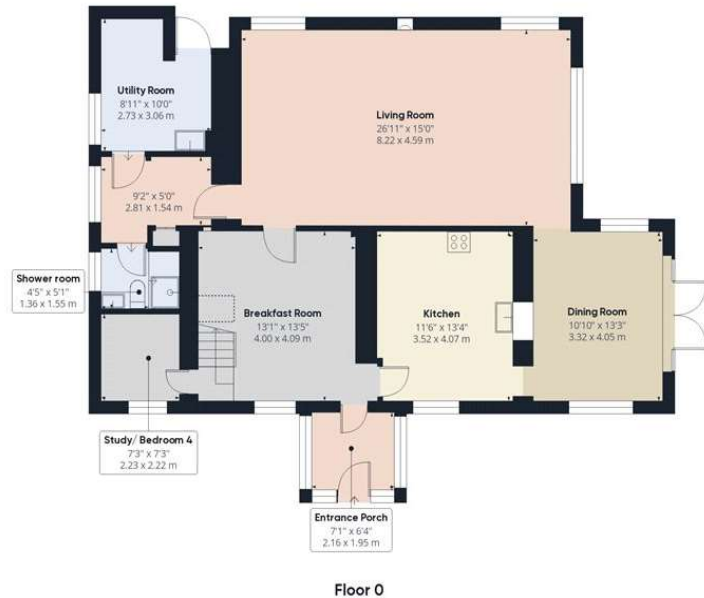 Utility Room
8'11" x 10'0"
2.73 x 3.06 m
Living Room
26'11" x 15'0"
8.22 x 4.59 m
9'2" x 5'0"
2.81 x 1.54 m
Shower room
4'5" x 5'1"
1.36 x 1.55 m
Breakfast Room
13'1" x 13'5"
4.00 x 4.09 m
Kitchen
11'6" x 13'4"
3.52 x 4.07 m
Dining Room
10'10" x 13'3"
3.32 x 4.05 m
Study/ Bedroom 4
7'3" x 7'3"
2.23 x 2.22 m
Entrance Porch
7'1" x 6'4"
2.16 x 1.95 m
Floor 0